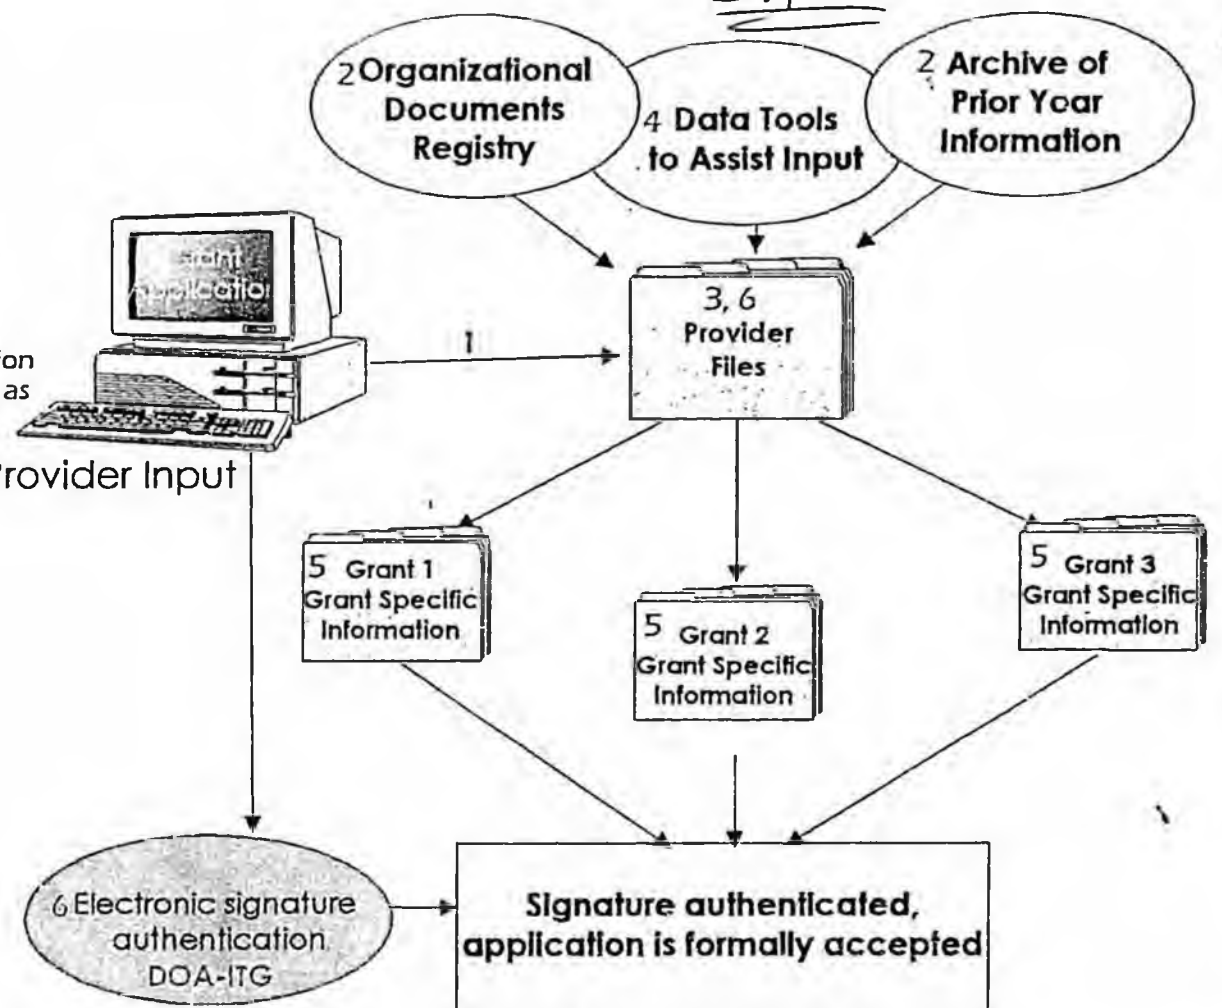 2 Organizational
Documents
Registry
4 Data Tools
to Assist Input
2 Archive of
Prior Year
Information
Grant
Application
1
3, 6
Provider
Files
on
as
Provider Input
5 Grant 1
Grant Specific
Information
5 Grant 2
Grant Specific
Information
5 Grant 3
Grant Specific
Information
6 Electronic signature
authentication
DOA-ITG
Signature authenticated,
application is formally accepted